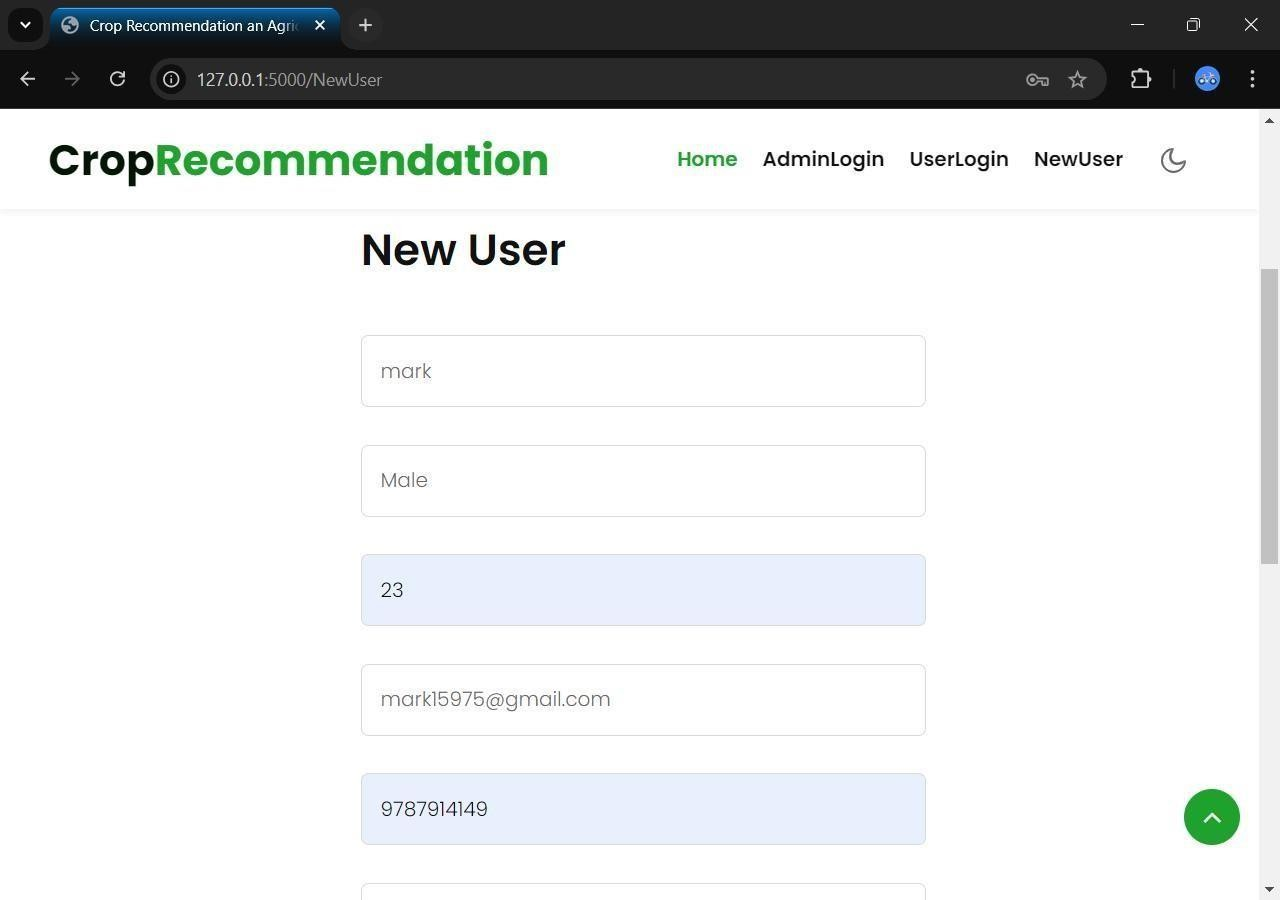 Crop Recommendation an Agri
127.0.0.1:5000/NewUser
CropRecommendation
Home AdminLogin UserLogin NewUser
New User
mark
Male
23
mark15975@gmail.com
9787914149